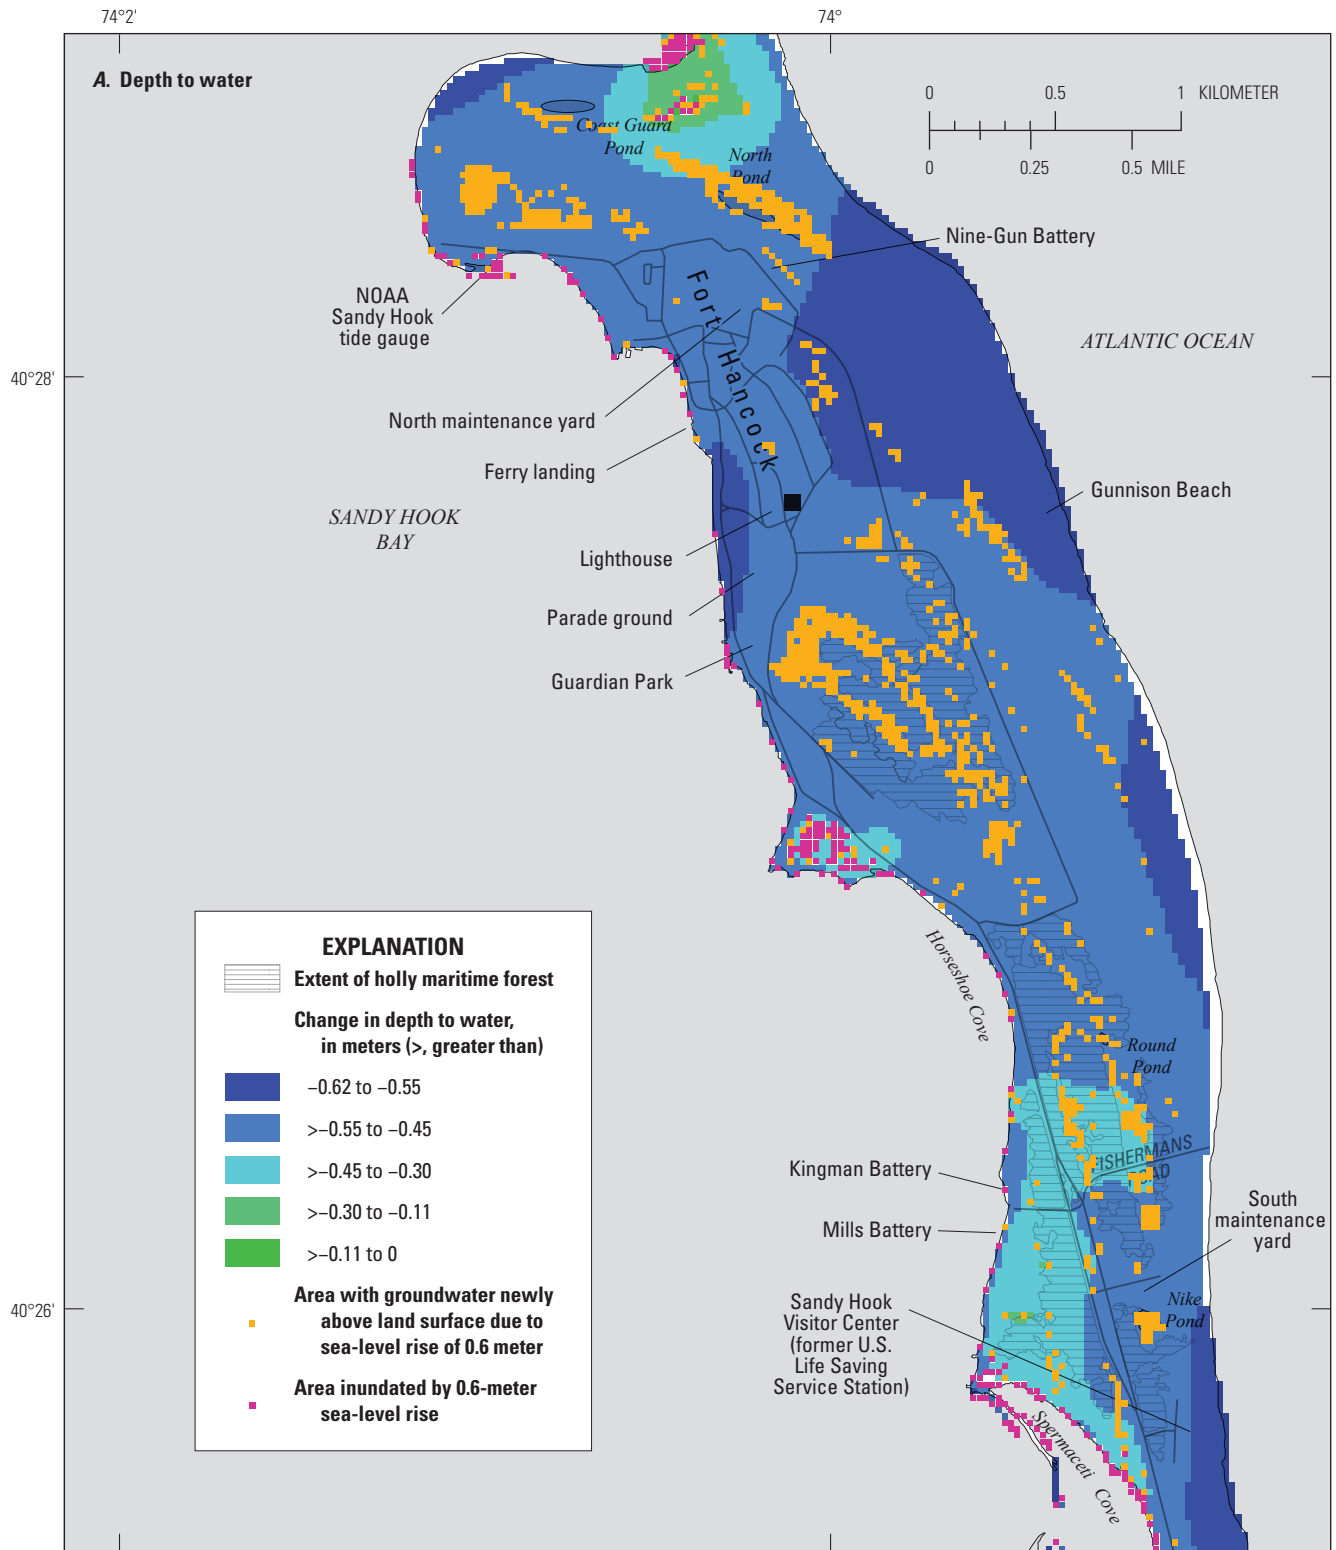 74°2'
74°
A. Depth to water
0
0.5
1 KILOMETER
0
0.25
0.5 MILE
Coast Guard
Pond
North
Pond
Nine-Gun Battery
NOAA
Sandy Hook
tide gauge
Fort Hancock
ATLANTIC OCEAN
40°28'
North maintenance yard
Ferry landing
Gunnison Beach
SANDY HOOK
BAY
Lighthouse
Parade ground
Guardian Park
Horseshoe Cove
EXPLANATION
Extent of holly maritime forest
Change in depth to water,
in meters (>, greater than)
−0.62 to −0.55
>−0.55 to −0.45
>−0.45 to −0.30
>−0.30 to −0.11
>−0.11 to 0
Area with groundwater newly
above land surface due to
sea-level rise of 0.6 meter
Area inundated by 0.6-meter
sea-level rise
Round
Pond
FISHERMANS
ROAD
Kingman Battery
Mills Battery
South
maintenance
yard
40°26'
Nike
Pond
Sandy Hook
Visitor Center
(former U.S.
Life Saving
Service Station)
Spermaceti Cove